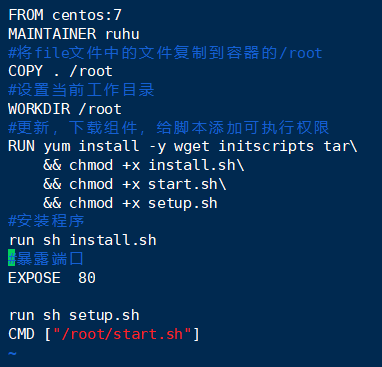 FROM centos:7
MAINTAINER ruhu
#将file文件中的文件复制到容器的/root
COPY . /root
#设置当前工作目录
WORKDIR /root
#更新，下载组件，给脚本添加可执行权限
RUN yum install -y wget initscripts tar\
    && chmod +x install.sh\
    && chmod +x start.sh\
    && chmod +x setup.sh
#安装程序
run sh install.sh
#暴露端口
EXPOSE  80

run sh setup.sh
CMD ["/root/start.sh"]
~